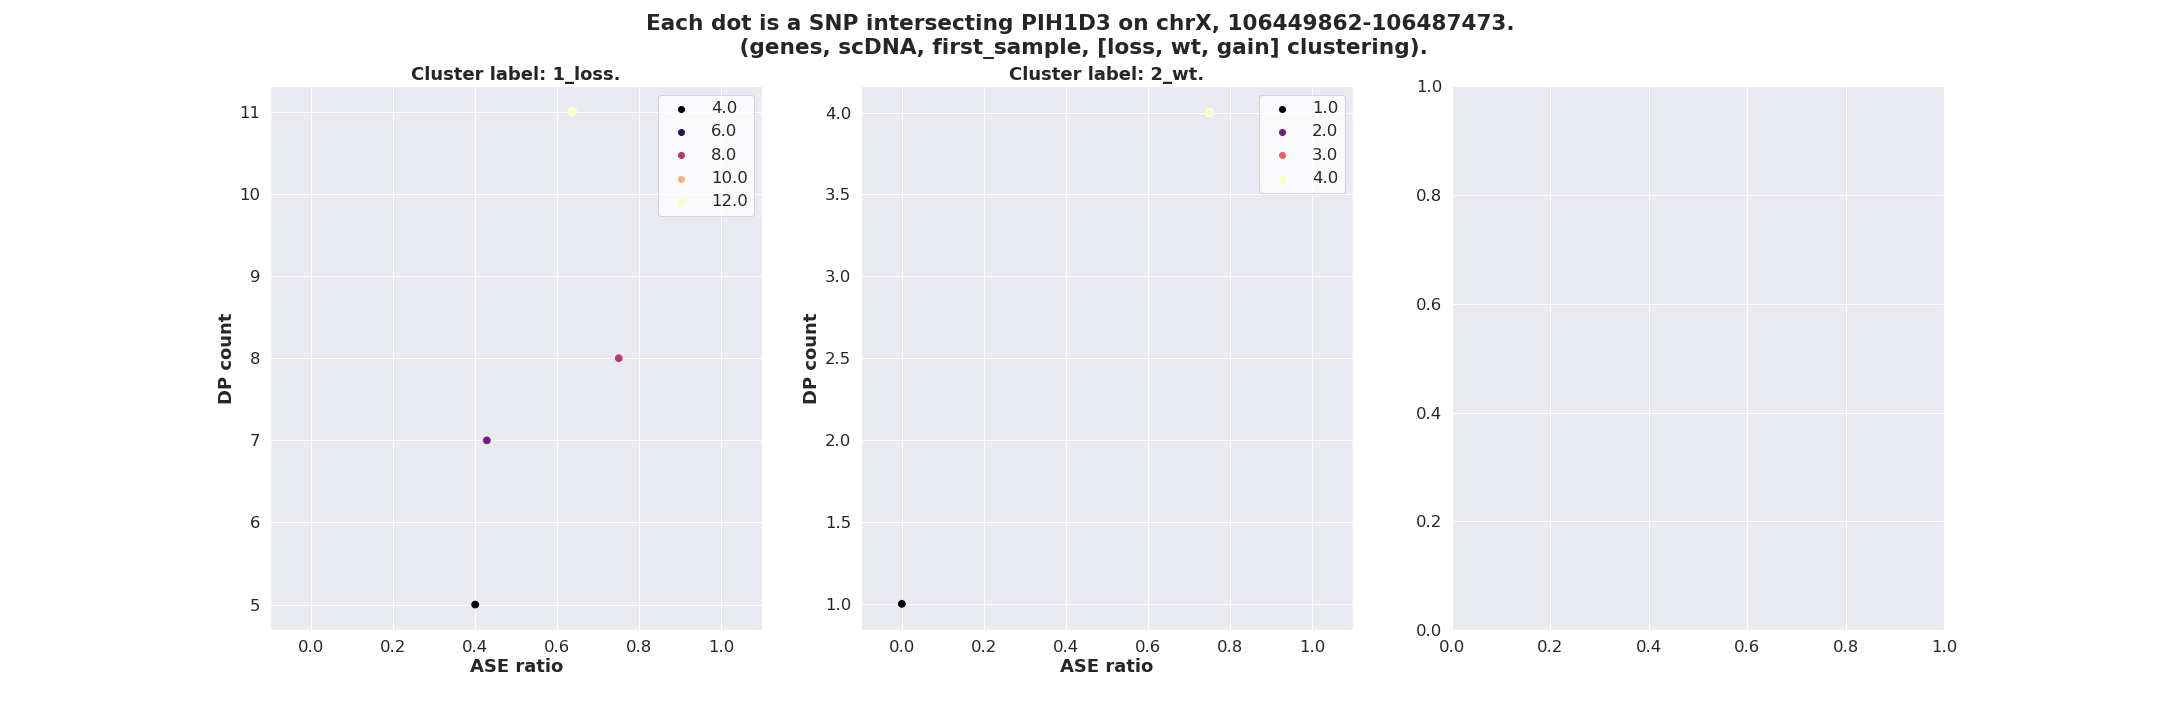 Each dot is a SNP intersecting PIH1D3 on chrX, 106449862-106487473.
(genes, scDNA, first_sample, [loss, wt, gain] clustering).
Cluster label: 1_loss.
11
10
9
8
7
6
5
DP count
4.0
6.0
8.0
10.0
12.0
0.0 0.2 0.4 0.6 0.8 1.0
ASE ratio
Cluster label: 2_wt.
4.0
3.5
3.0
2.5
2.0
1.5
1.0
DP count
1.0
2.0
3.0
4.0
0.0 0.2 0.4 0.6 0.8 1.0
ASE ratio
1.0
0.8
0.6
0.4
0.2
0.0
0.0 0.2 0.4 0.6 0.8 1.0